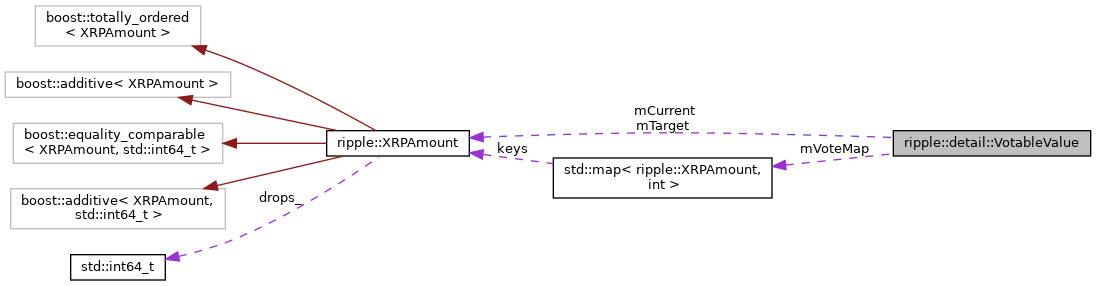 boost::totally_ordered
< XRPAmount >
boost::additive< XRPAmount >
boost::equality_comparable
< XRPAmount, std::int64_t >
boost::additive< XRPAmount,
std::int64_t >
std::int64_t
drops_
ripple::XRPAmount
keys
mCurrent
mTarget
std::map< ripple::XRPAmount,
int >
mVoteMap
ripple::detail::VotableValue